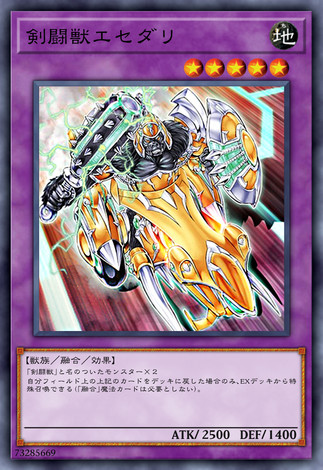 剣闘獣エセダリ
地
【獣族／融合／効果】
「剣闘獣」と名のついたモンスター×２
自分フィールド上の上記のカードをデッキに戻した場合のみ、EXデッキから特
殊召喚できる(「融合」魔法カードは必要としない)。
ATK/ 2500 DEF/1400
73285669